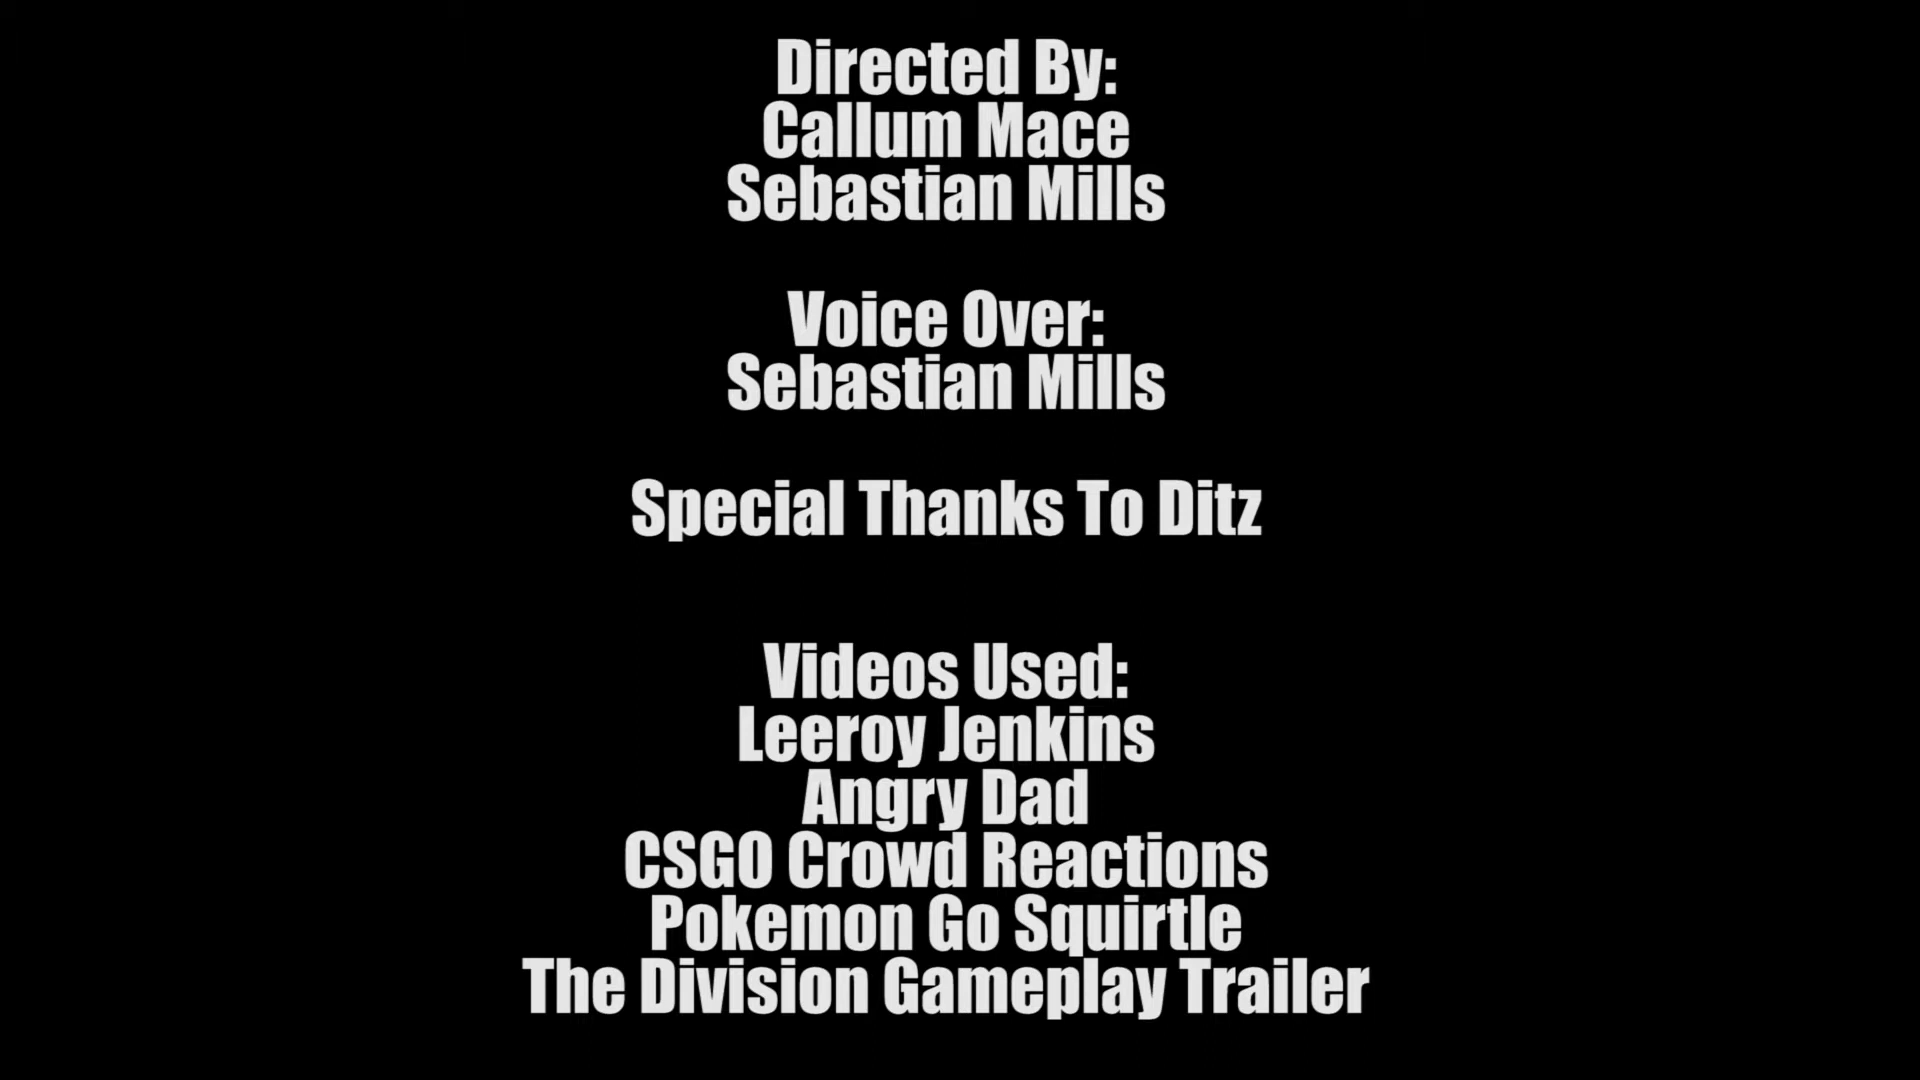 Directed By:
Callum Mace
Sebastian Mills
Voice Over:
Sebastian Mills
Special Thanks To Ditz
Videos Used:
Leeroy Jenkins
Angry Dad
CSGO Crowd Reactions
Pokemon Go Squirtle
The Division Gameplay Trailer